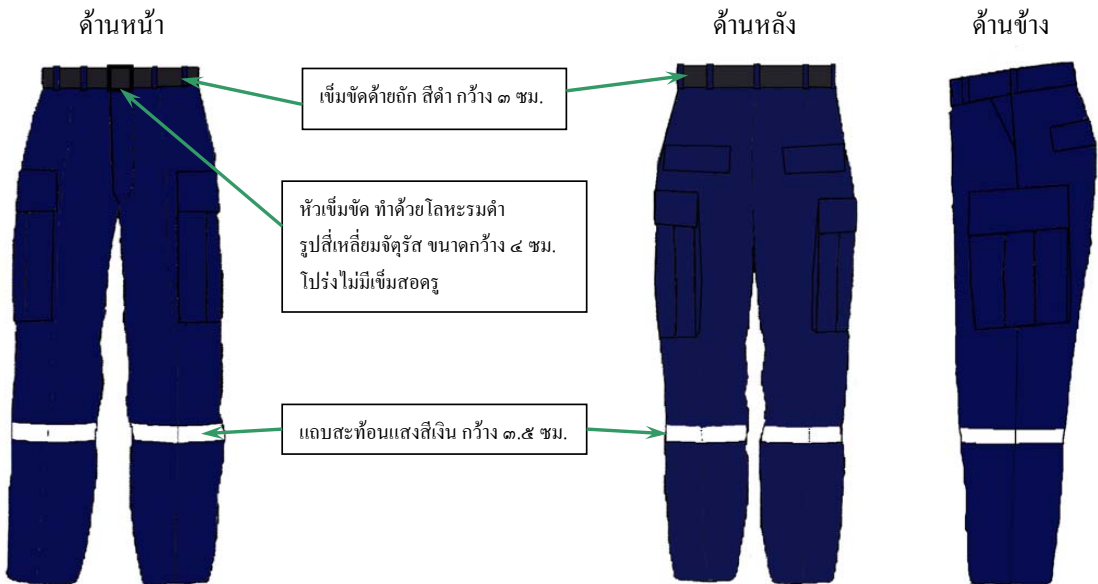 ด้านหน้า
ด้านหลัง
ด้านข้าง
เข็มขัดด้ายถัก สีดำ กว้าง ๓ ซม.
หัวเข็มขัด ทำด้วยโลหะรมดำ
รูปสี่เหลี่ยมจัตุรัส ขนาดกว้าง ๔ ซม.
โปร่งไม่มีเข็มสอดรู
แถบสะท้อนแสงสีเงิน กว้าง ๓.๕ ซม.